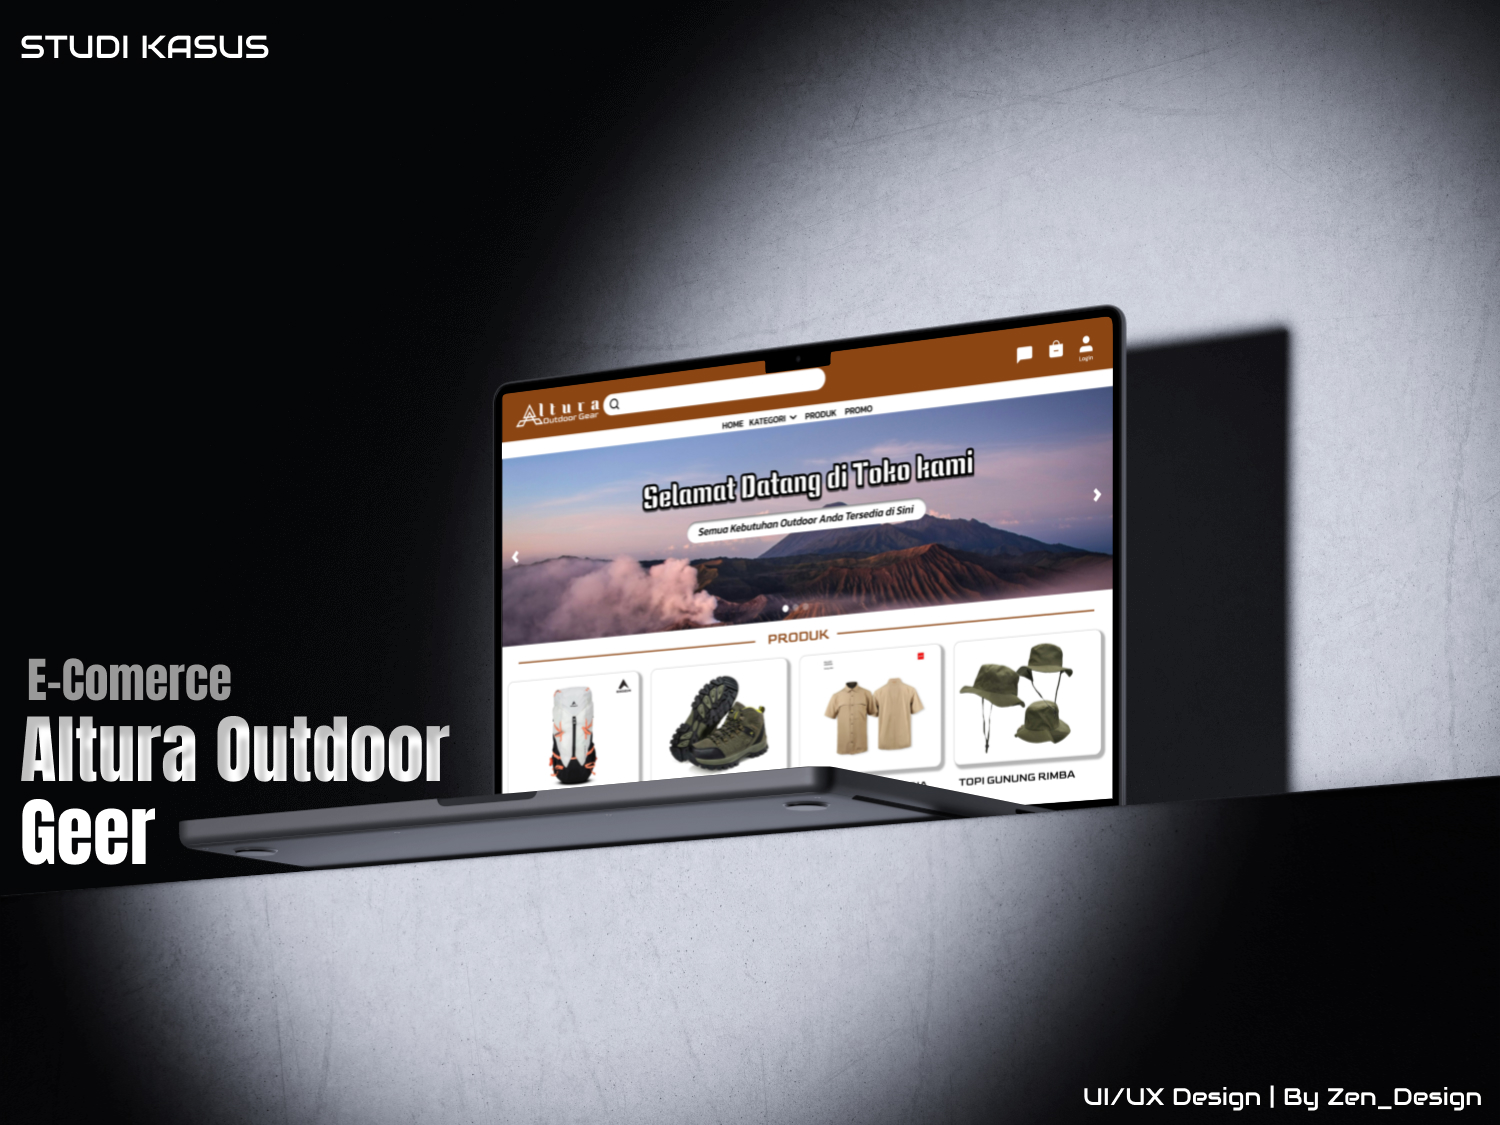 STUDI KASUS
Altura
Outdoor Gear
Login
HOME KATEGORI PRODUK PROMO
Selamat Datang di Toko kami
Semua Kebutuhan Outdoor Anda Tersedia di Sini
PRODUK
TOPI GUNUNG RIMBA
E-Comerce
Altura Outdoor
Geer
UI/UX Design | By Zen_Design